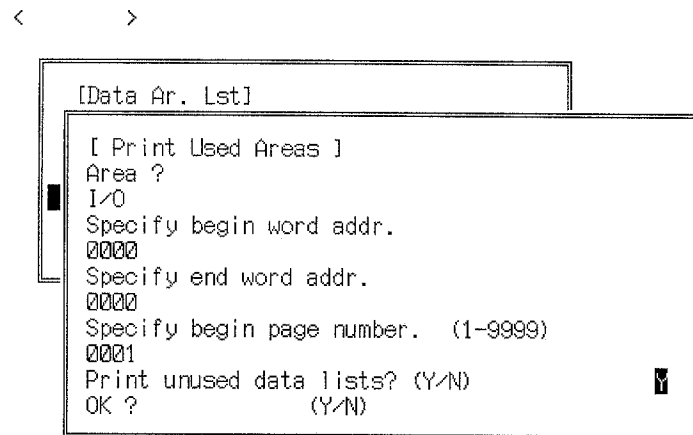 < >
[Data Ar. Lst]
[ Print Used Areas ]
Area ?
I/O
Specify begin word addr.
0000
Specify end word addr.
0000
Specify begin page number. (1-9999)
0001
Print unused data lists? (Y/N) Y
OK ? (Y/N)